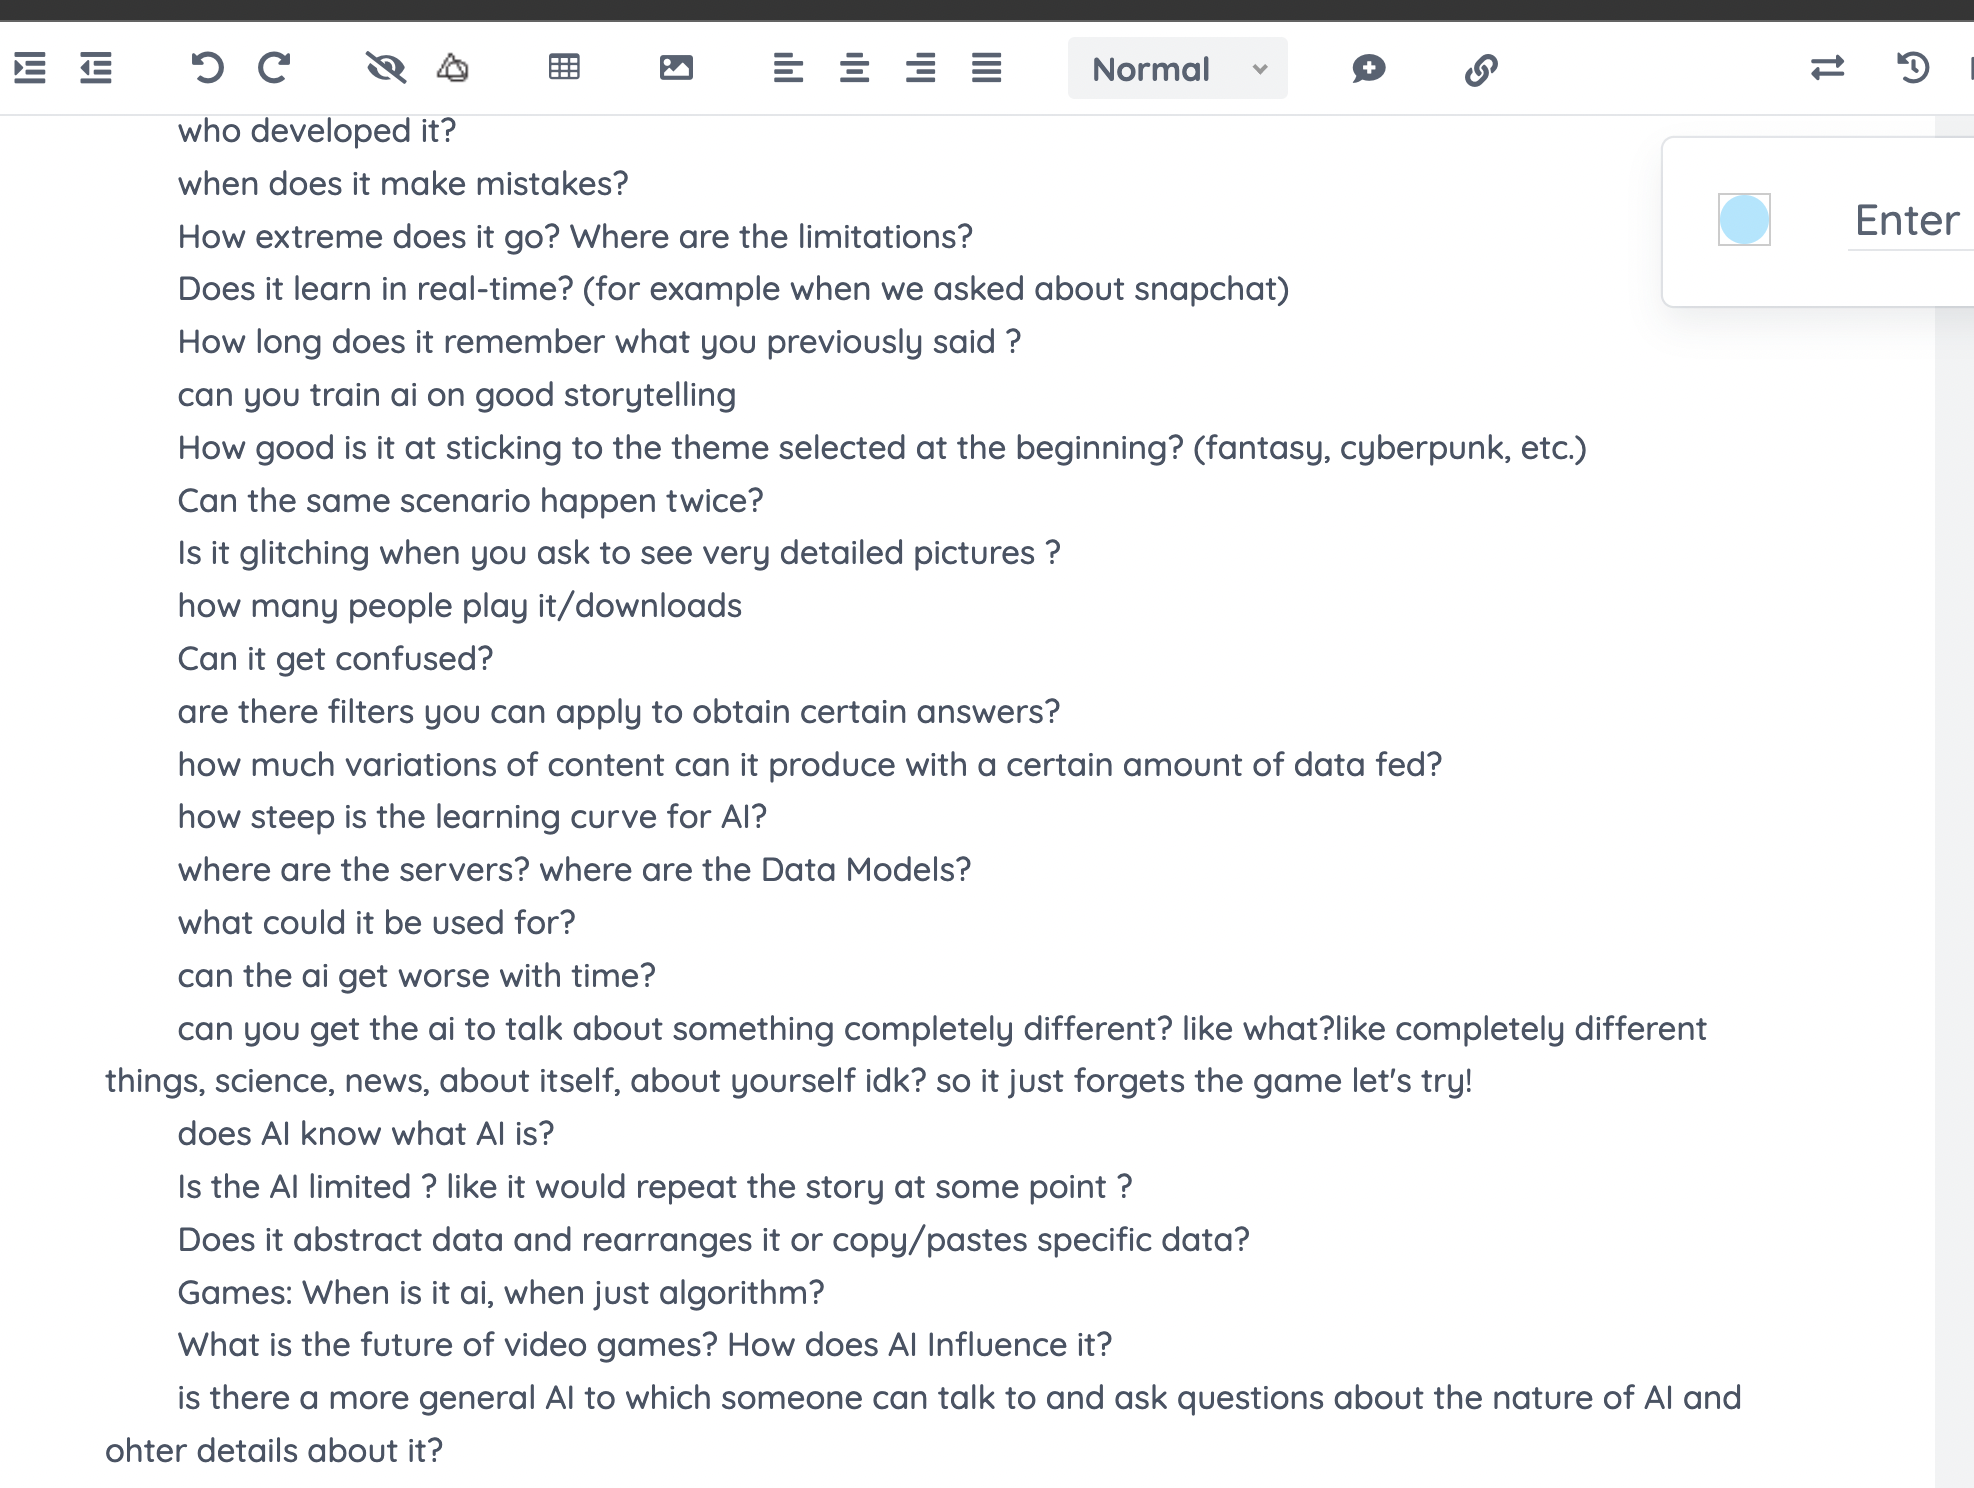 Normal
Enter
who developed it?
when does it make mistakes?
How extreme does it go? Where are the limitations?
Does it learn in real-time? (for example when we asked about snapchat)
How long does it remember what you previously said ?
can you train ai on good storytelling
How good is it at sticking to the theme selected at the beginning? (fantasy, cyberpunk, etc.)
Can the same scenario happen twice?
Is it glitching when you ask to see very detailed pictures ?
how many people play it/downloads
Can it get confused?
are there filters you can apply to obtain certain answers?
how much variations of content can it produce with a certain amount of data fed?
how steep is the learning curve for AI?
where are the servers? where are the Data Models?
what could it be used for?
can the ai get worse with time?
can you get the ai to talk about something completely different? like what?like completely different
things, science, news, about itself, about yourself idk? so it just forgets the game let's try!
does AI know what AI is?
Is the AI limited ? like it would repeat the story at some point ?
Does it abstract data and rearranges it or copy/pastes specific data?
Games: When is it ai, when just algorithm?
What is the future of video games? How does AI Influence it?
is there a more general AI to which someone can talk to and ask questions about the nature of AI and
ohter details about it?